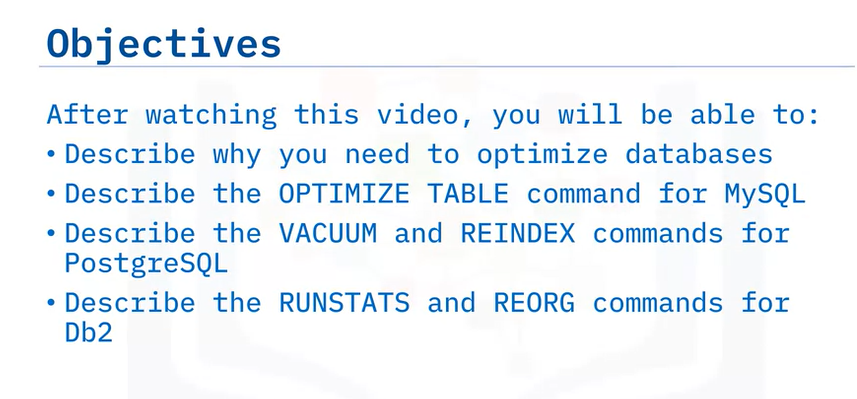 Objectives
After watching this video, you will be able to:
• Describe why you need to optimize databases
• Describe the OPTIMIZE TABLE command for MySQL
• Describe the VACUUM and REINDEX commands for
PostgreSQL
• Describe the RUNSTATS and REORG commands for
Db2